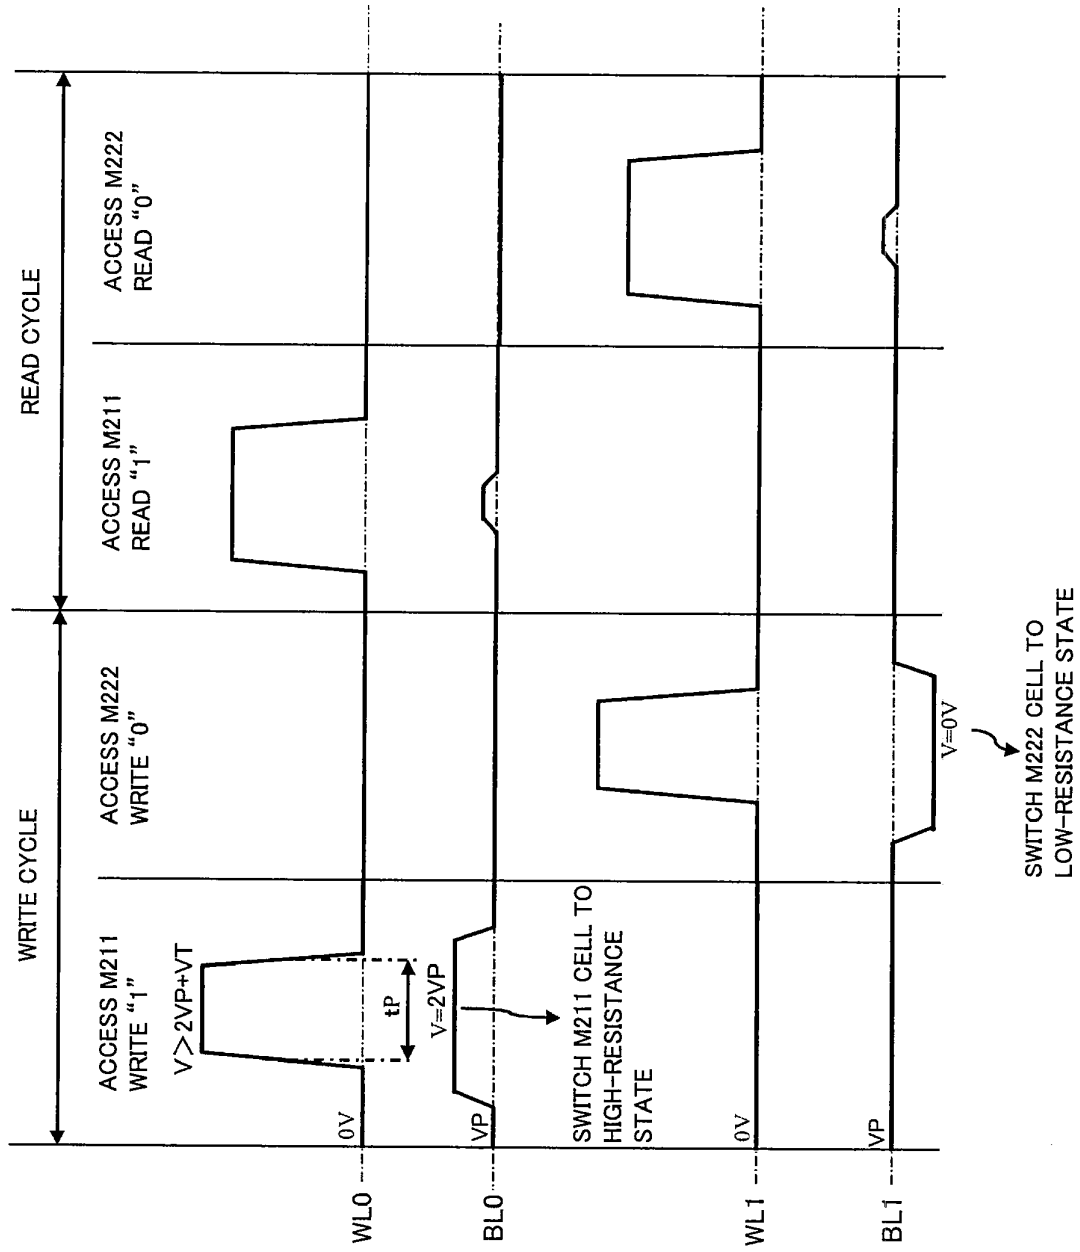 WRITE CYCLE
READ CYCLE
ACCESS M211
WRITE “1”
ACCESS M222
WRITE “0”
ACCESS M211
READ “1”
ACCESS M222
READ “0”
V>2VP+VT
WL0
0V
tP
V=2VP
BL0
VP
SWITCH M211 CELL TO
HIGH-RESISTANCE
STATE
WL1
0V
BL1
VP
V=0V
SWITCH M222 CELL TO
LOW-RESISTANCE STATE